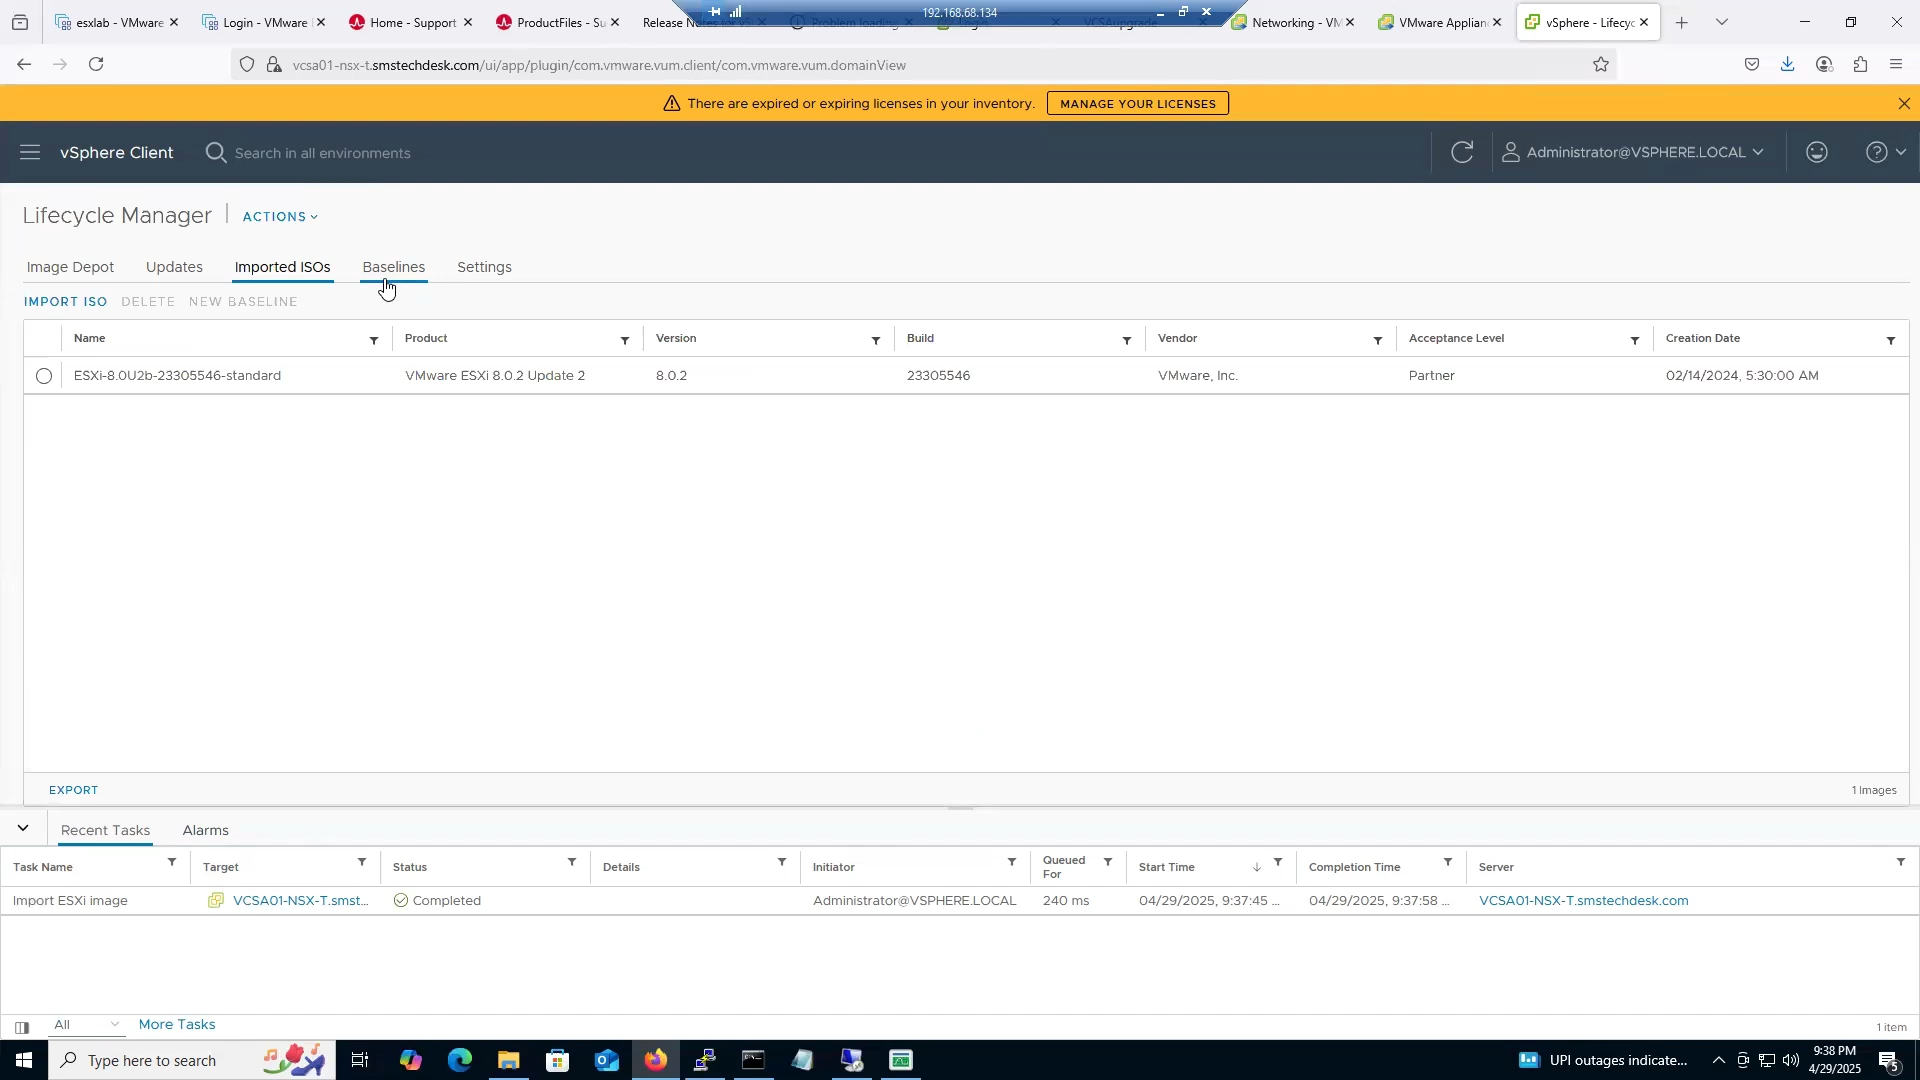 esxlab - VMware
Login - VMware
Home - Support
ProductFiles - Su
Release Notes for vS
Problem loading
VCSAupgrade
Networking - VM
VMware Applian
vSphere - Lifecyc
192.168.68.134
vcsa01-nsx-t.smstechdesk.com/ui/app/plugin/com.vmware.vum.client/com.vmware.vum.domainView
There are expired or expiring licenses in your inventory. MANAGE YOUR LICENSES
vSphere Client
Search in all environments
Administrator@VSPHERE.LOCAL
Lifecycle Manager
ACTIONS
Image Depot Updates Imported ISOs Baselines Settings
IMPORT ISO DELETE NEW BASELINE
Name Product Version Build Vendor Acceptance Level Creation Date
ESXi-8.0U2b-23305546-standard VMware ESXi 8.0.2 Update 2 8.0.2 23305546 VMware, Inc. Partner 02/14/2024, 5:30:00 AM
EXPORT
1 Images
Recent Tasks Alarms
Task Name Target Status Details Initiator Queued For Start Time Completion Time Server
Import ESXi image VCSA01-NSX-T.smst... Completed Administrator@VSPHERE.LOCAL 240 ms 04/29/2025, 9:37:45 ... 04/29/2025, 9:37:58 ... VCSA01-NSX-T.smstechdesk.com
All More Tasks
1 item
Type here to search
UPI outages indicate...
9:38 PM
4/29/2025
5